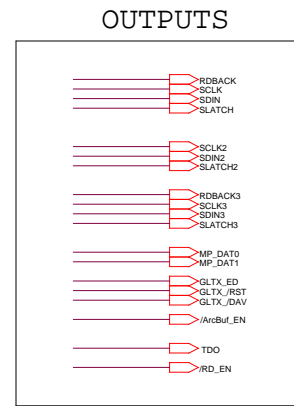 OUTPUTS
RDBACK
SCLK
SDIN
SLATCH
SCLK2
SDIN2
SLATCH2
RDBACK3
SCLK3
SDIN3
SLATCH3
MP_DAT0
MP_DAT1
GLTX_ED
GLTX_/RST
GLTX_/DAV
/ArcBuf_EN
TDO
/RD_EN